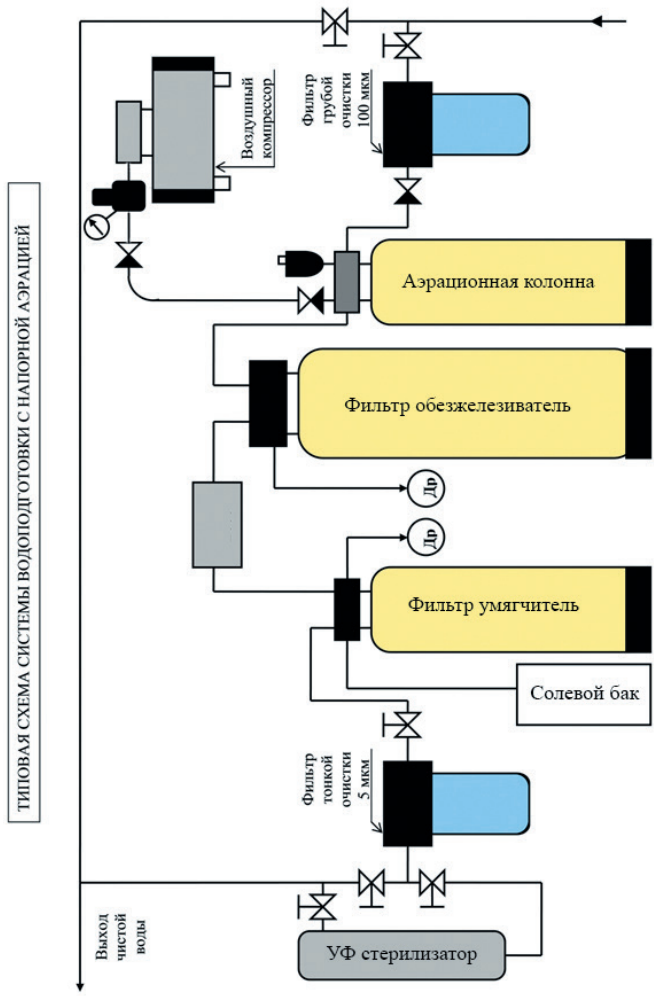 ТИПОВАЯ СХЕМА СИСТЕМЫ ВОДОПОДГОТОВКИ С НАПОРНОЙ АЭРАЦИЕЙ
Воздушный
компрессор
Фильтр
грубой
очистки
100 мкм
Аэрационная колонна
Фильтр обезжелезиватель
Др
Др
Фильтр умягчитель
Солевой бак
Фильтр
тонкой
очистки
5 мкм
Выход
чистой
воды
УФ стерилизатор